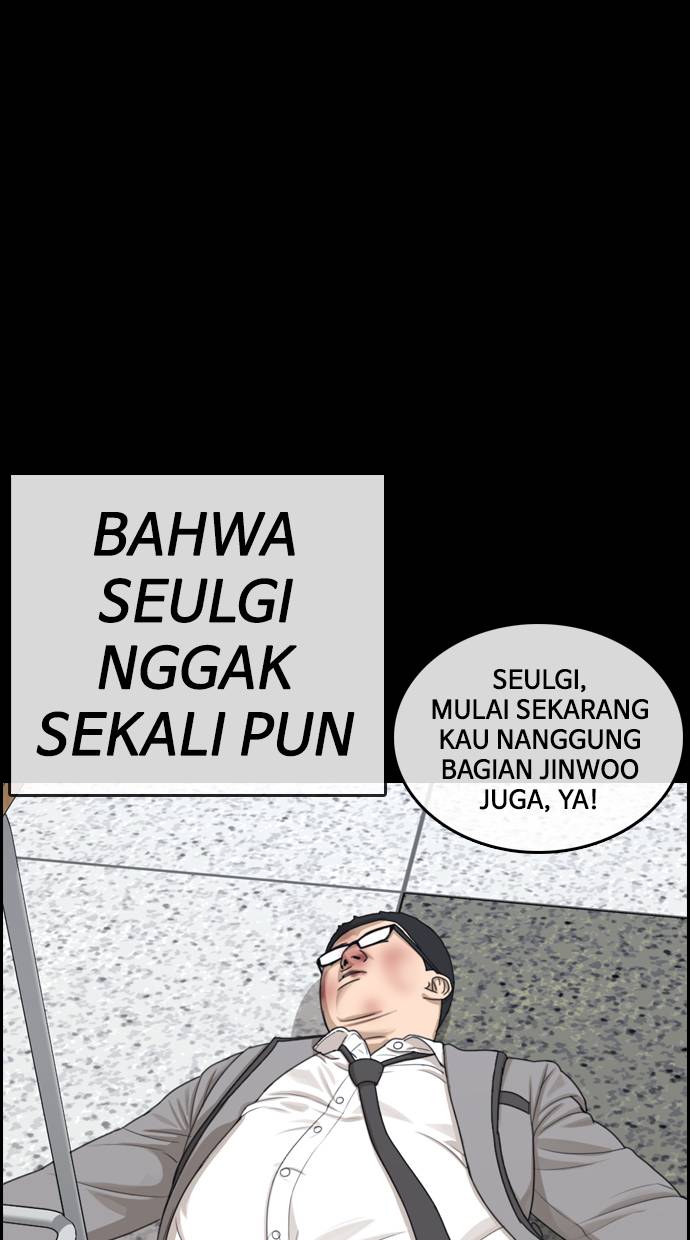 BAHWA
SEULGI
NGGAK
SEKALI PUN
SEULGI,
MULAI SEKARANG
KAU NANGGUNG
BAGIAN JINWOO
JUGA, YA!